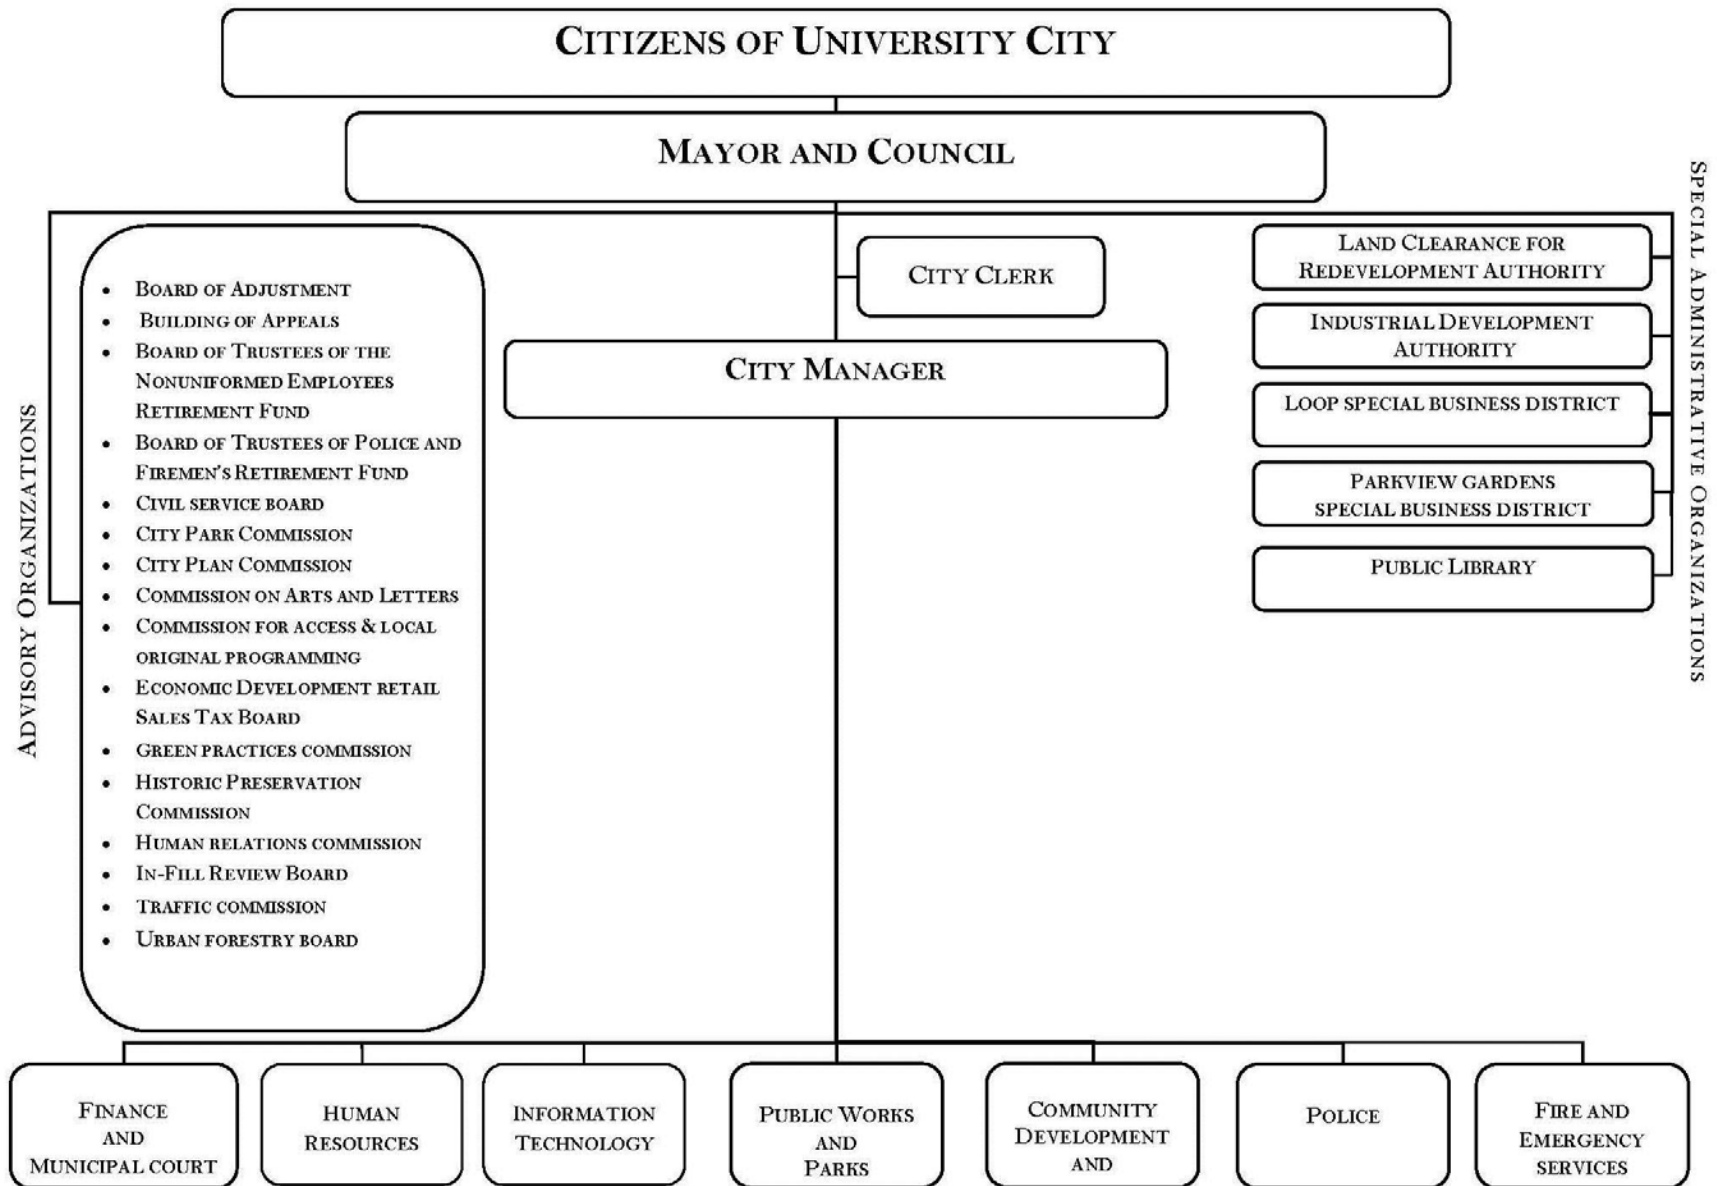 CITIZENS OF UNIVERSITY CITY
MAYOR AND COUNCIL
ADVISORY ORGANIZATIONS
• BOARD OF ADJUSTMENT
• BUILDING OF APPEALS
• BOARD OF TRUSTEES OF THE
NONUNIFORMED EMPLOYEES
RETIREMENT FUND
• BOARD OF TRUSTEES OF POLICE AND
FIREMEN'S RETIREMENT FUND
• CIVIL SERVICE BOARD
• CITY PARK COMMISSION
• CITY PLAN COMMISSION
• COMMISSION ON ARTS AND LETTERS
• COMMISSION FOR ACCESS & LOCAL
ORIGINAL PROGRAMMING
• ECONOMIC DEVELOPMENT RETAIL
SALES TAX BOARD
• GREEN PRACTICES COMMISSION
• HISTORIC PRESERVATION
COMMISSION
• HUMAN RELATIONS COMMISSION
• IN-FILL REVIEW BOARD
• TRAFFIC COMMISSION
• URBAN FORESTRY BOARD
CITY CLERK
CITY MANAGER
SPECIAL ADMINISTRATIVE ORGANIZATIONS
LAND CLEARANCE FOR
REDEVELOPMENT AUTHORITY
INDUSTRIAL DEVELOPMENT
AUTHORITY
LOOP SPECIAL BUSINESS DISTRICT
PARKVIEW GARDENS
SPECIAL BUSINESS DISTRICT
PUBLIC LIBRARY
FINANCE
AND
MUNICIPAL COURT
HUMAN
RESOURCES
INFORMATION
TECHNOLOGY
PUBLIC WORKS
AND
PARKS
COMMUNITY
DEVELOPMENT
AND
POLICE
FIRE AND
EMERGENCY
SERVICES